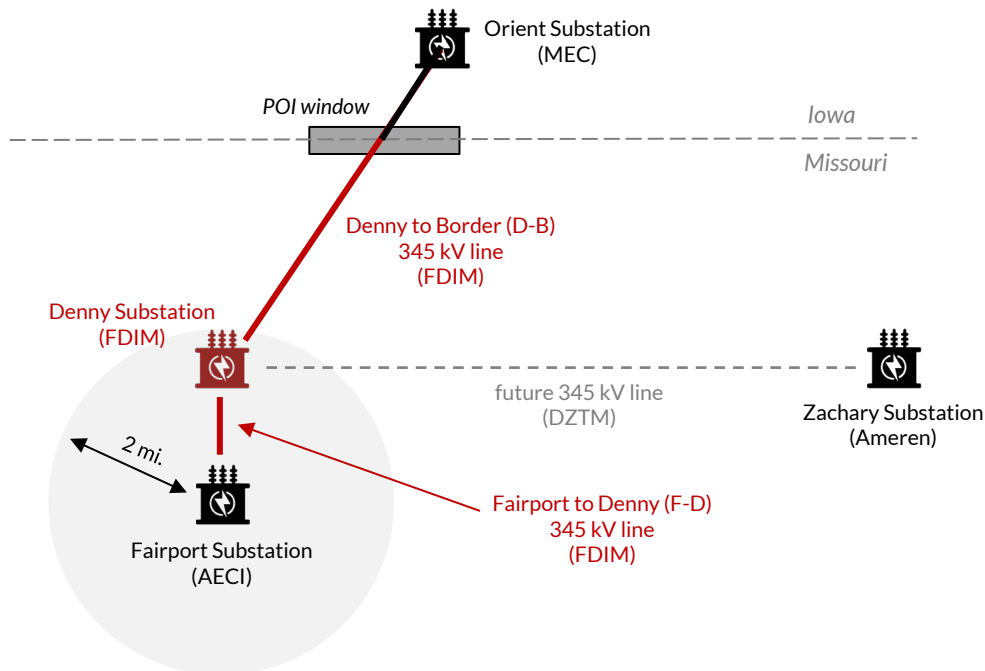 Orient Substation
(MEC)
POI window
Iowa
Missouri
Denny to Border (D-B)
345 kV line
(FDIM)
Denny Substation
(FDIM)
future 345 kV line
(DZTM)
Zachary Substation
(Ameren)
2 mi.
Fairport to Denny (F-D)
345 kV line
(FDIM)
Fairport Substation
(AECI)